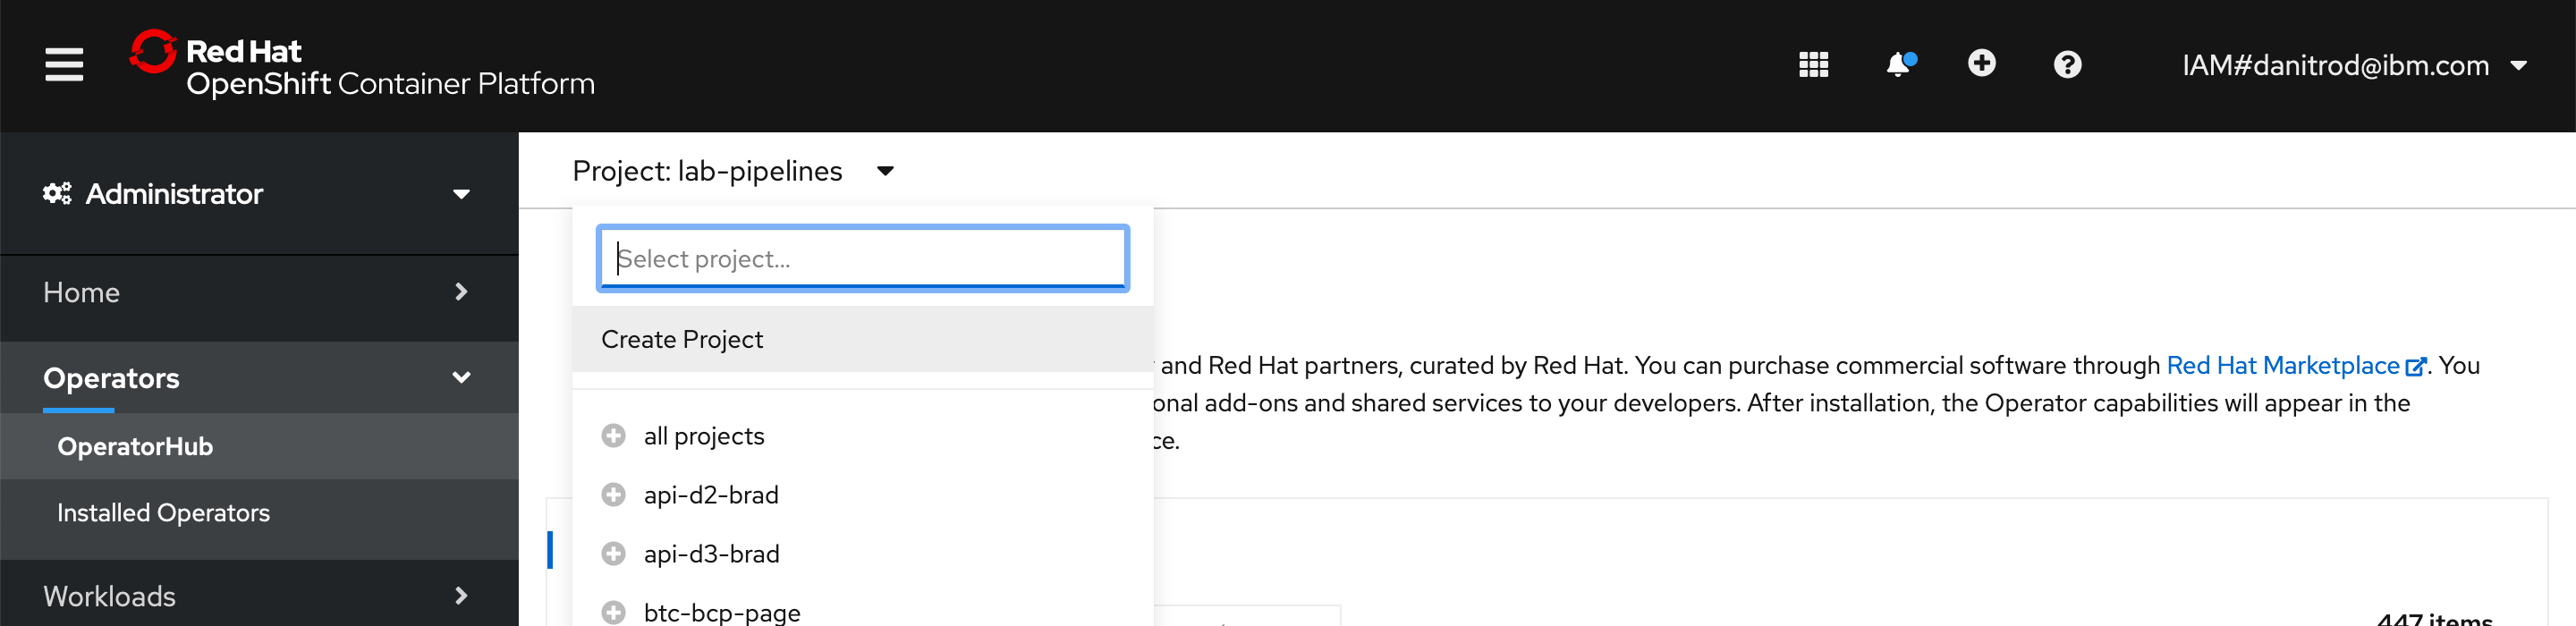 Red Hat
OpenShift Container Platform
IAM#danitrod@ibm.com
Administrator
Home
Operators
OperatorHub
Installed Operators
Workloads
Project: lab-pipelines
Select project...
Create Project
all projects
api-d2-brad
api-d3-brad
btc-bcp-page
and Red Hat partners, curated by Red Hat. You can purchase commercial software through Red Hat Marketplace. You
onal add-ons and shared services to your developers. After installation, the Operator capabilities will appear in the
ce.
447 items